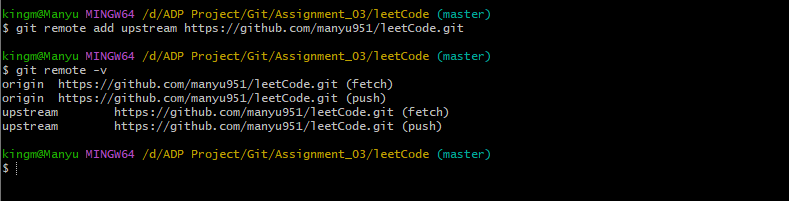 kingm@Manyu MINGW64 /d/ADP Project/Git/Assignment_03/leetCode (master)
$ git remote add upstream https://github.com/manyu951/leetCode.git
kingm@Manyu MINGW64 /d/ADP Project/Git/Assignment_03/leetCode (master)
$ git remote -v
origin  https://github.com/manyu951/leetCode.git (fetch)
origin  https://github.com/manyu951/leetCode.git (push)
upstream        https://github.com/manyu951/leetCode.git (fetch)
upstream        https://github.com/manyu951/leetCode.git (push)
kingm@Manyu MINGW64 /d/ADP Project/Git/Assignment_03/leetCode (master)
$